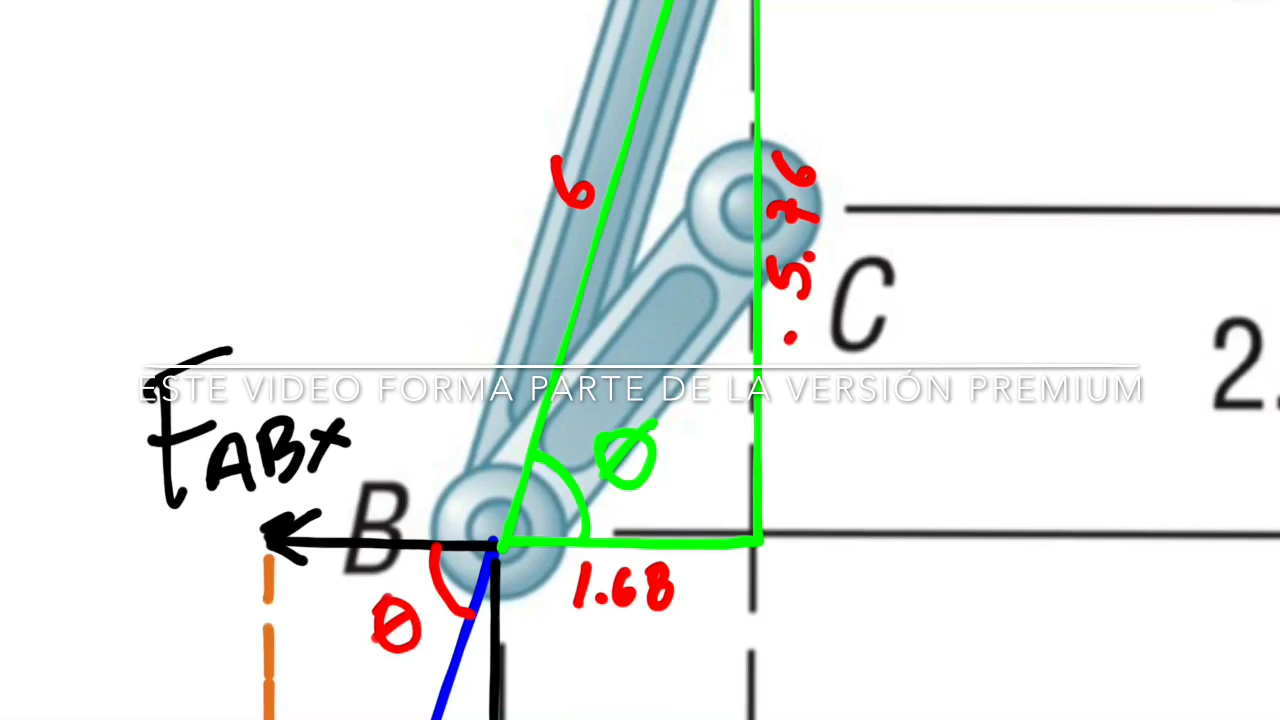 6
5.76
C
2.
ESTE VIDEO FORMA PARTE DE LA VERSIÓN PREMIUM
FABx
B
Ø
θ
1.68